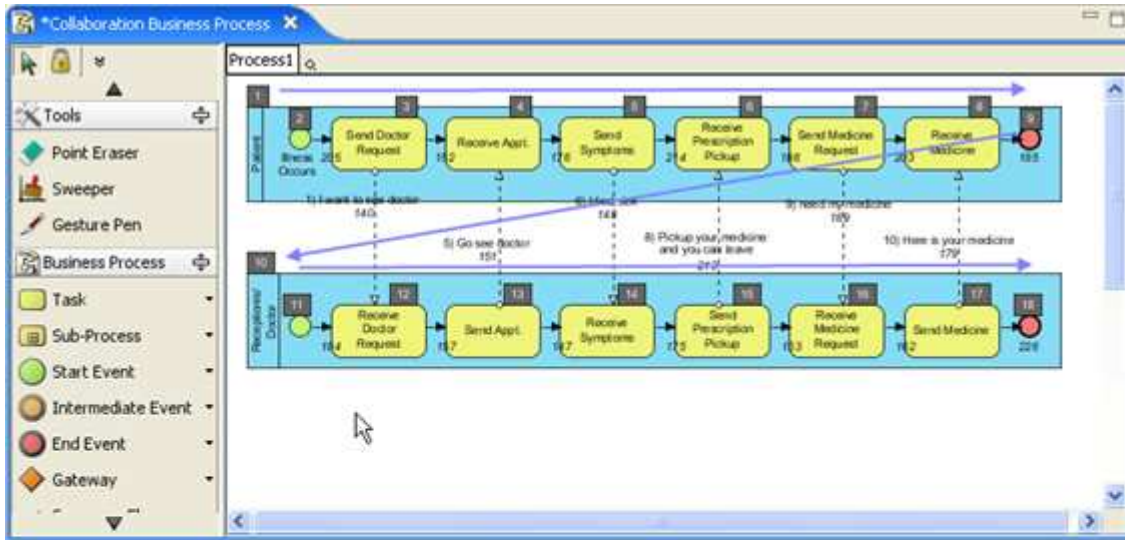 *Collaboration Business Process
Process1
Tools
Point Eraser
Sweeper
Gesture Pen
Business Process
Task
Sub-Process
Start Event
Intermediate Event
End Event
Gateway
1
2
3
4
5
6
7
8
9
Patient
Illness
Occurs
Send Doctor
Request
Receive Appt.
Send
Symptoms
Receive
Prescription
Pickup
Send Medicine
Request
Receive
Medicine
1) I want to see doctor
140
5) Go see doctor
151
8) Pickup your medicine
and you can leave
9) need my medicine
189
10) Here is your medicine
179
10
11
12
13
14
15
16
17
18
Doctor
Receive
Doctor
Request
Send Appt.
Receive
Symptoms
Send
Prescription
Pickup
Receive
Medicine
Request
Send Medicine